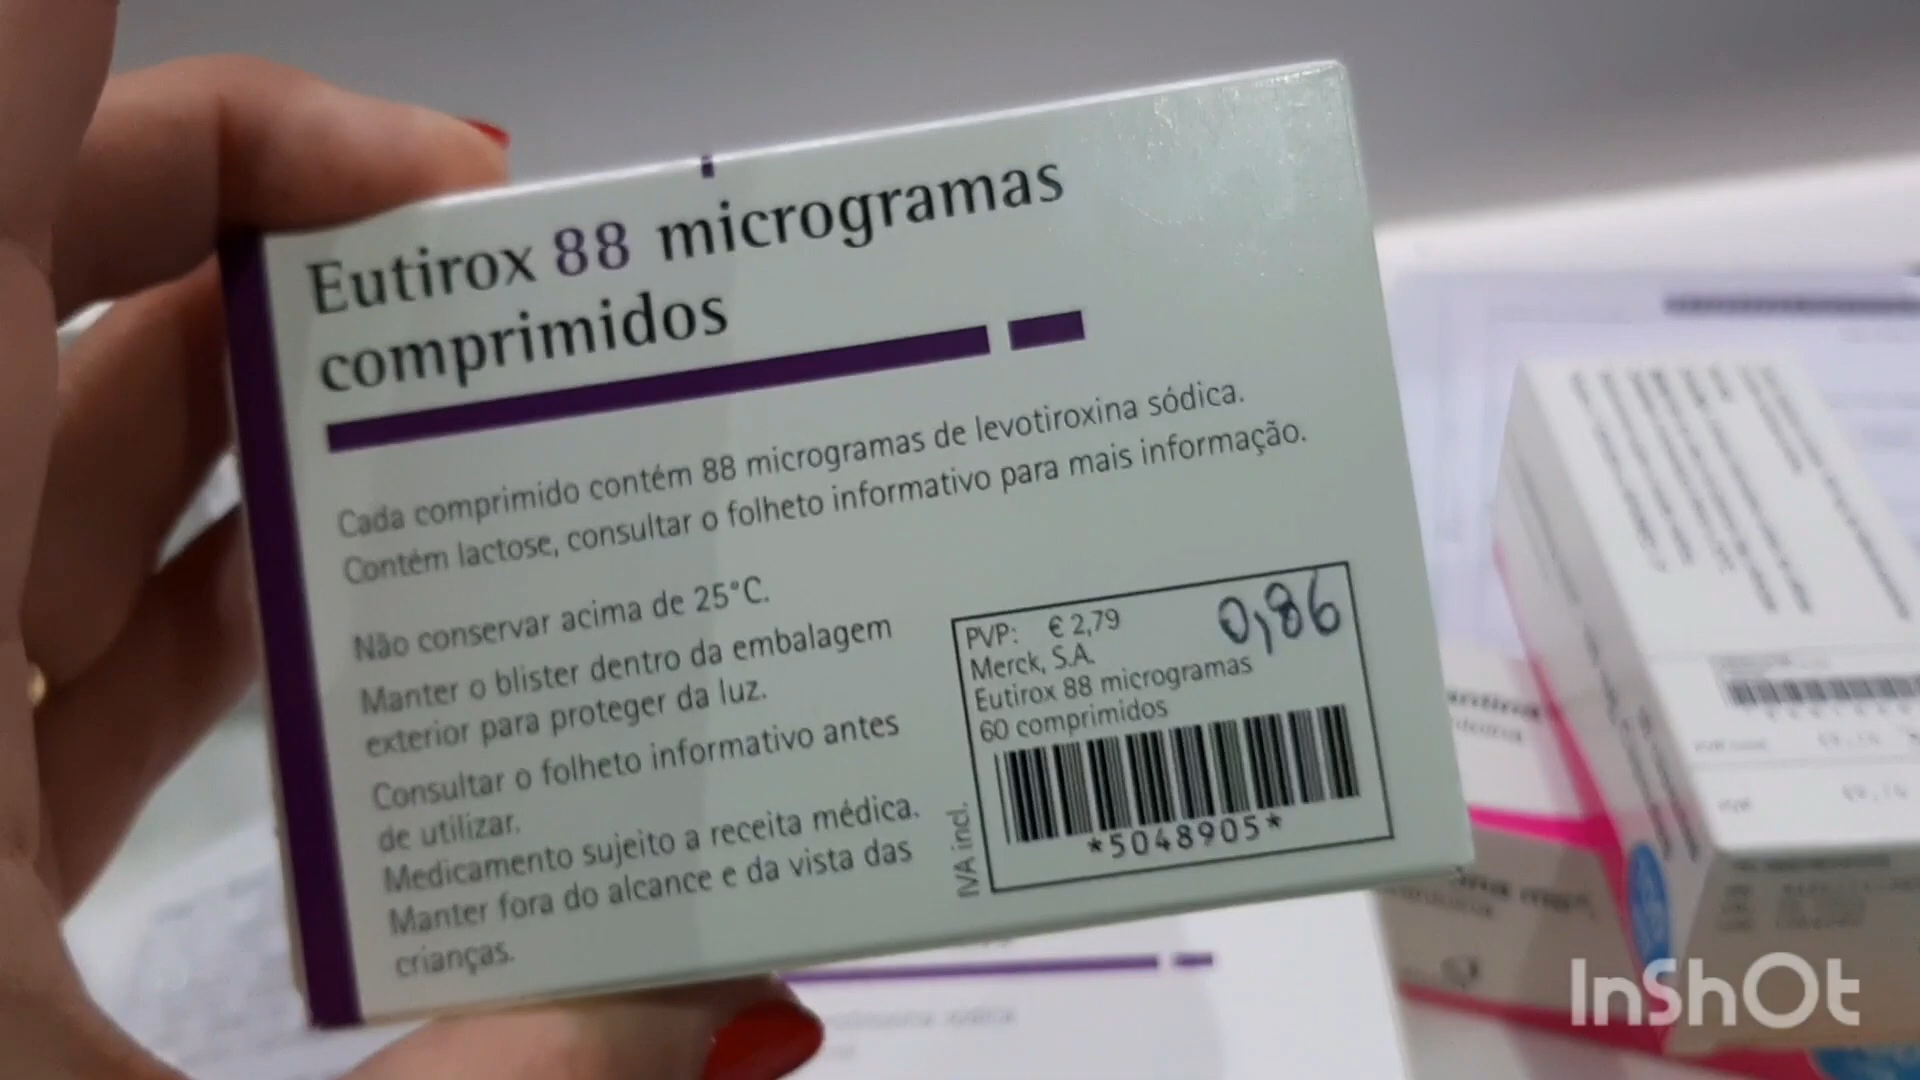 Eutirox 88 microgramas
comprimidos
Cada comprimido contém 88 microgramas de levotiroxina sódica.
Contém lactose, consultar o folheto informativo para mais informação.
Não conservar acima de 25°C.
Manter o blister dentro da embalagem
exterior para proteger da luz.
Consultar o folheto informativo antes
de utilizar.
Medicamento sujeito a receita médica.
Manter fora do alcance e da vista das
crianças.
PVP: € 2,79 0,86
Merck, S.A.
Eutirox 88 microgramas
60 comprimidos
*5048905*
IVA incl.
InShOt